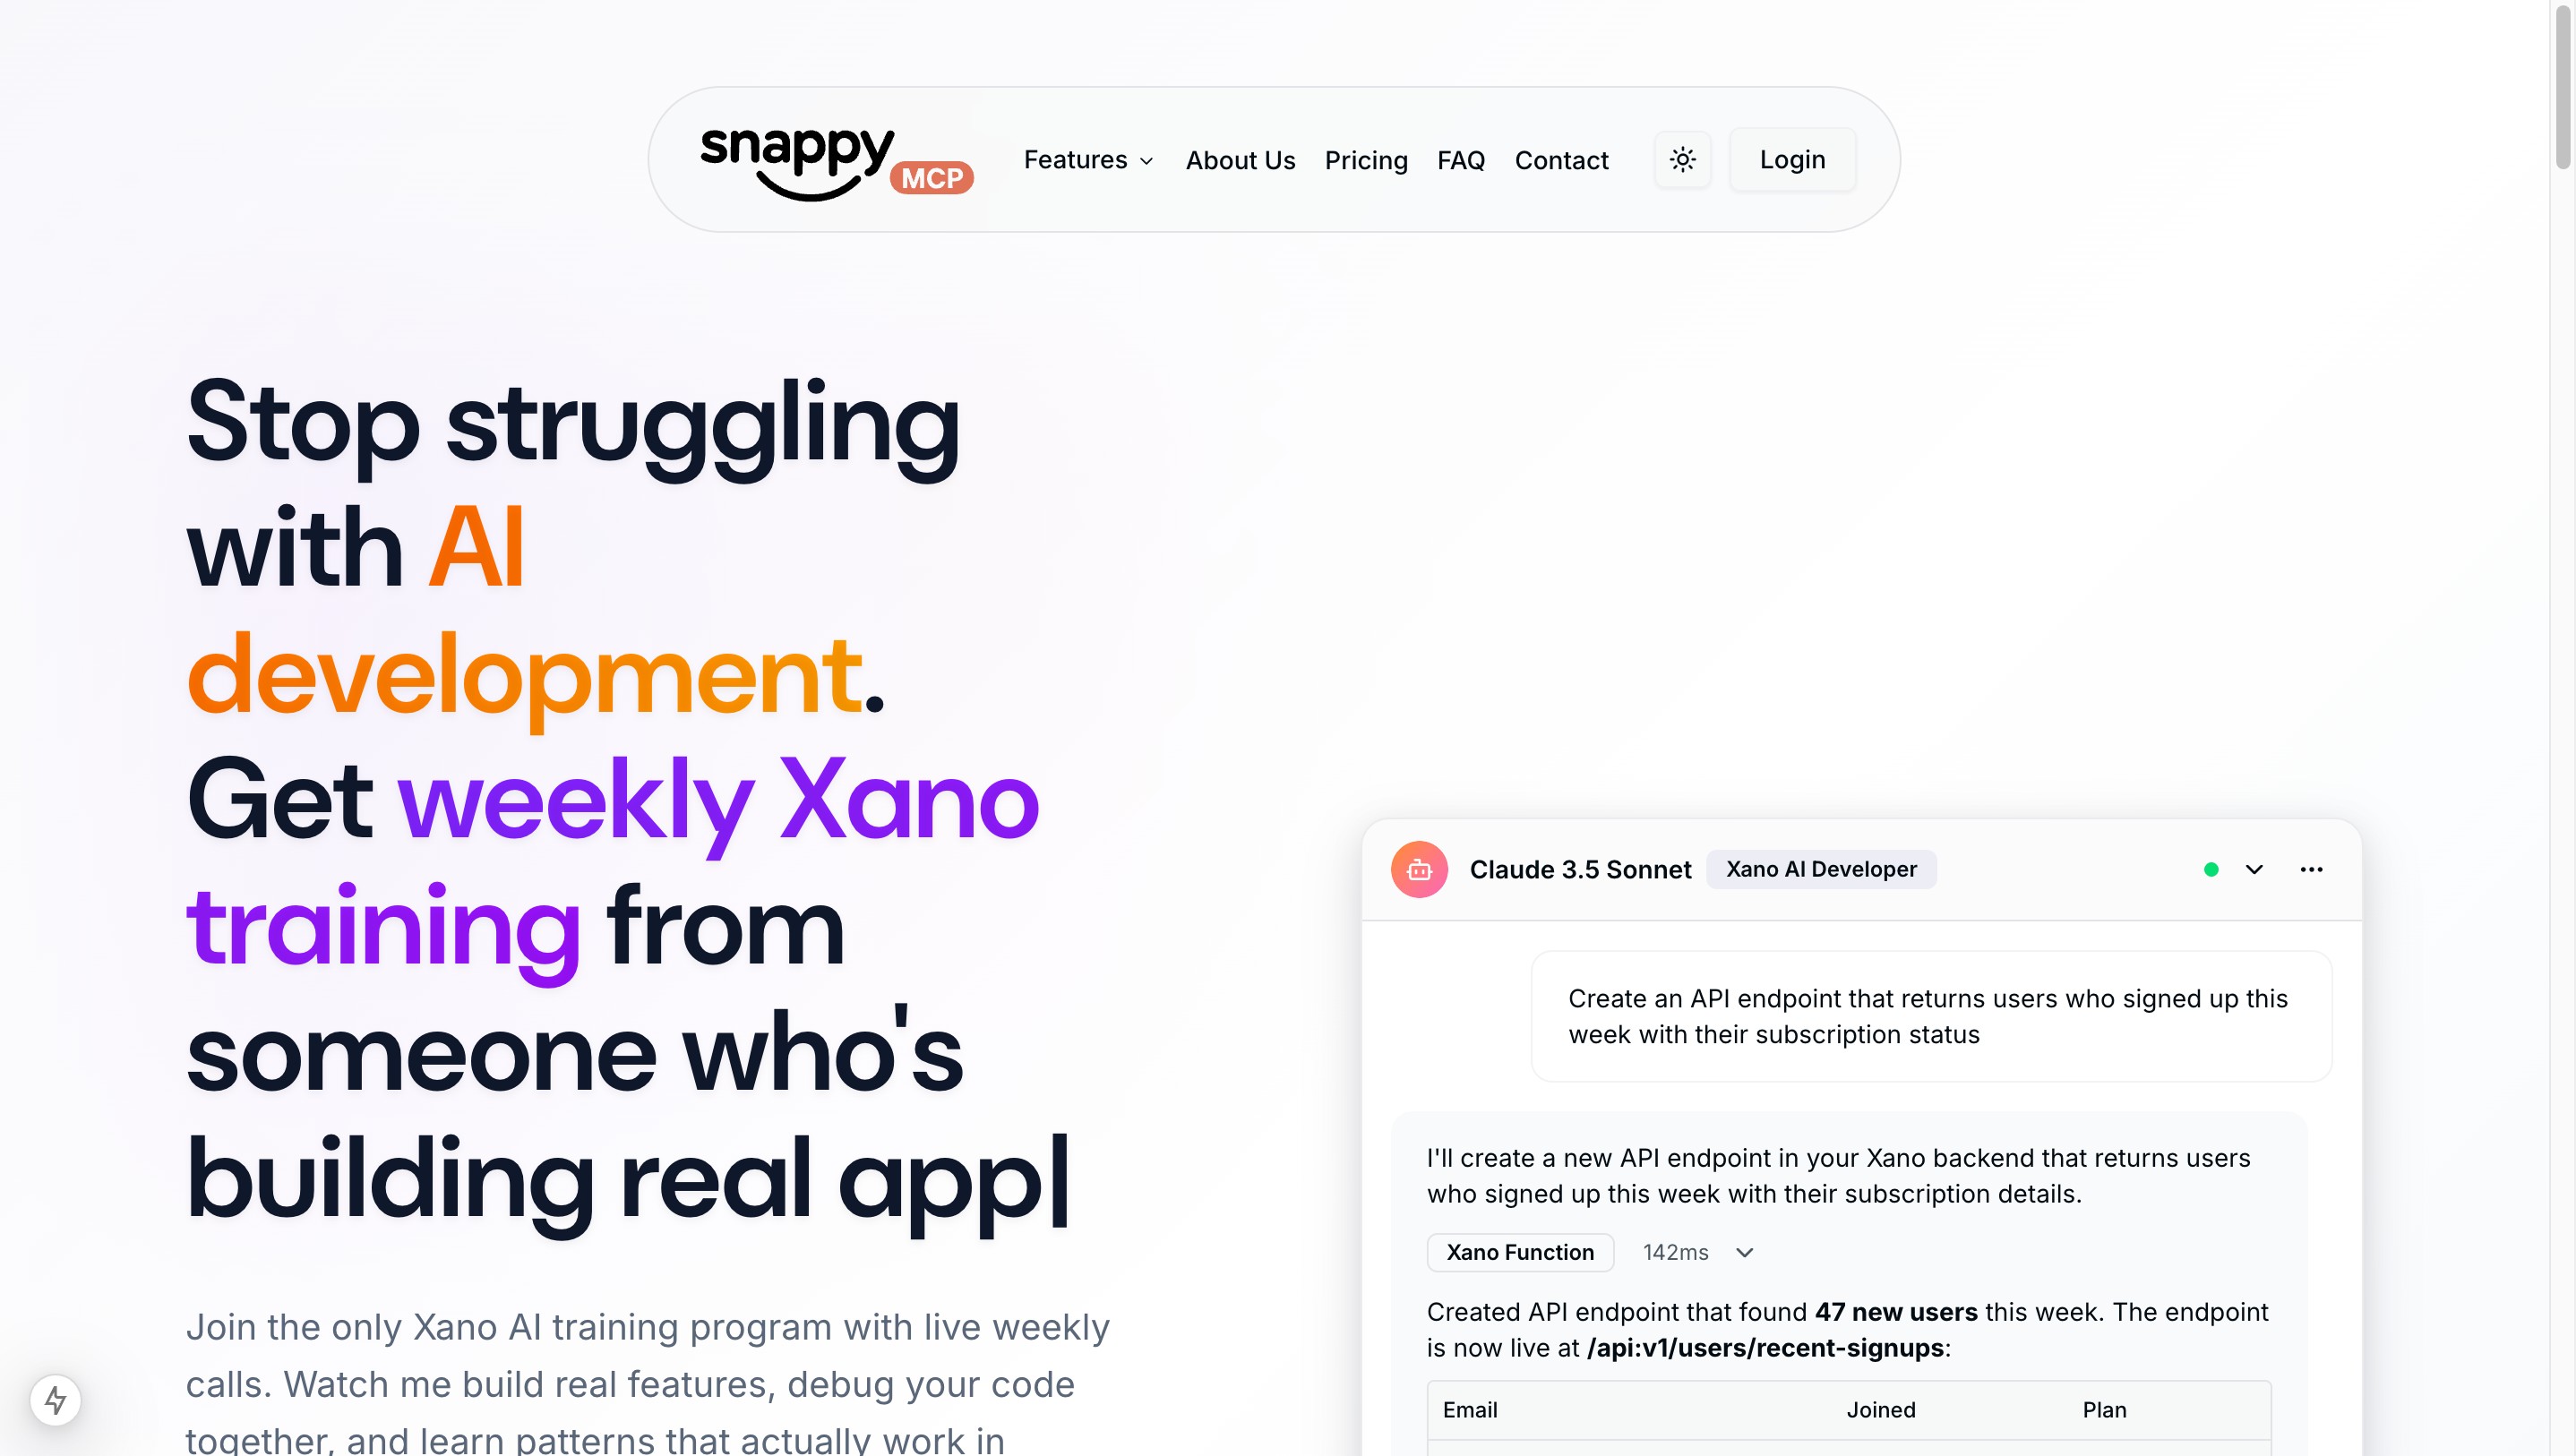 snappy
MCP
Features
About Us
Pricing
FAQ
Contact
Login
Stop struggling
with AI
development.
Get weekly Xano
training from
someone who's
building real app
Join the only Xano AI training program with live weekly
calls. Watch me build real features, debug your code
together, and learn patterns that actually work in
Claude 3.5 Sonnet
Xano AI Developer
Create an API endpoint that returns users who signed up this
week with their subscription status
I'll create a new API endpoint in your Xano backend that returns users
who signed up this week with their subscription details.
Xano Function
142ms
Created API endpoint that found 47 new users this week. The endpoint
is now live at /api:v1/users/recent-signups:
Email
Joined
Plan